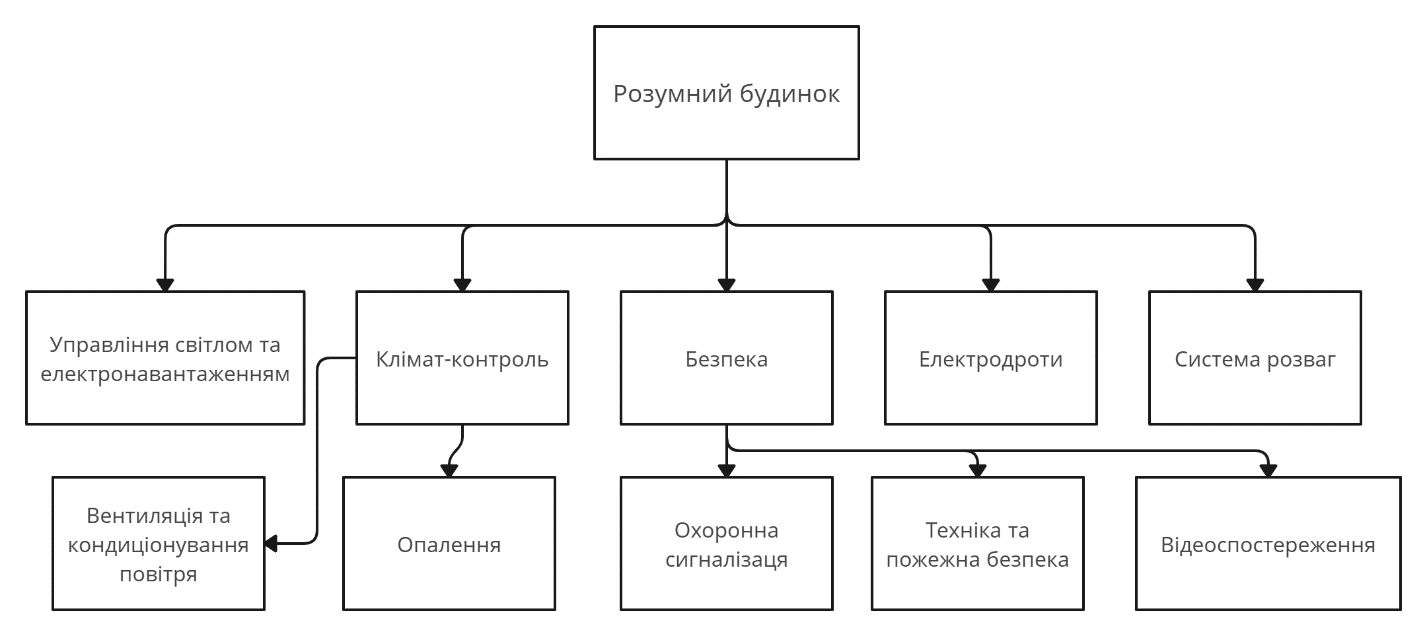 Розумний будинок
Управління світлом та
електронавантаженням
Клімат-контроль
Безпека
Електродроти
Система розваг
Вентиляція та
кондиціонування
повітря
Опалення
Охоронна
сигналізаця
Техніка та
пожежна безпека
Відеоспостереження